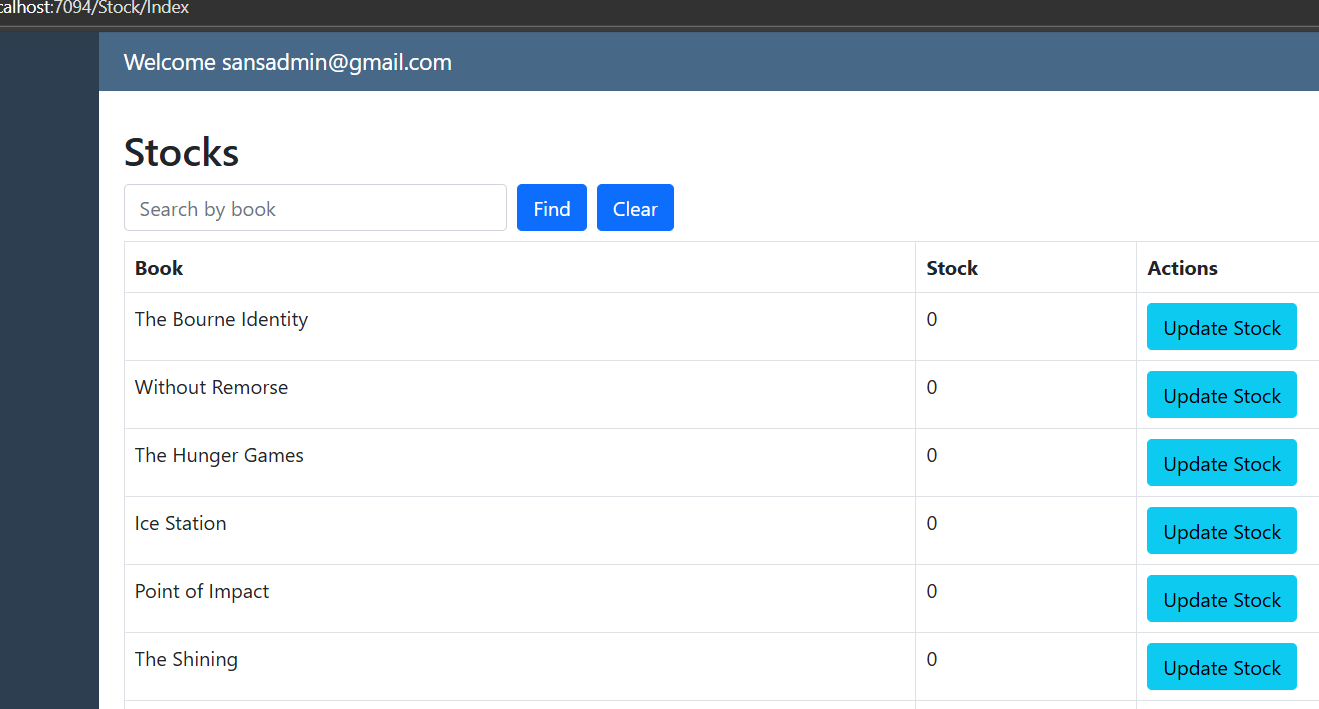 calhost:7094/Stock/Index
Welcome sansadmin@gmail.com
Stocks
Search by book
Find
Clear
Book Stock Actions
The Bourne Identity 0 Update Stock
Without Remorse 0 Update Stock
The Hunger Games 0 Update Stock
Ice Station 0 Update Stock
Point of Impact 0 Update Stock
The Shining 0 Update Stock